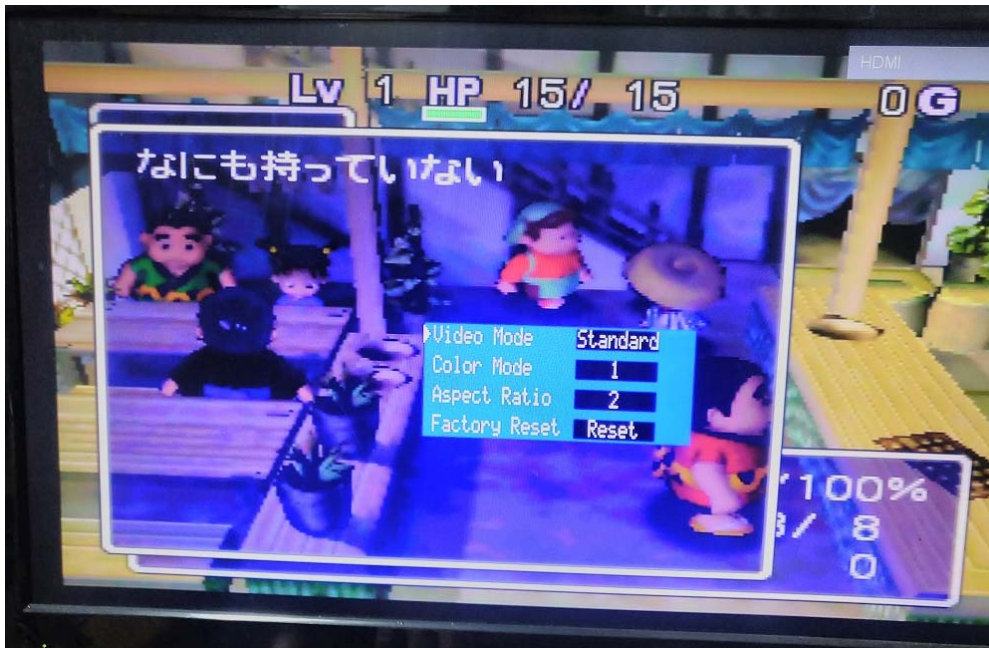 HDMI
Lv 1 HP 15/ 15 0G
なにも持っていない
Video Mode Standard
Color Mode 1
Aspect Ratio 2
Factory Reset Reset
100%
/ 8
0